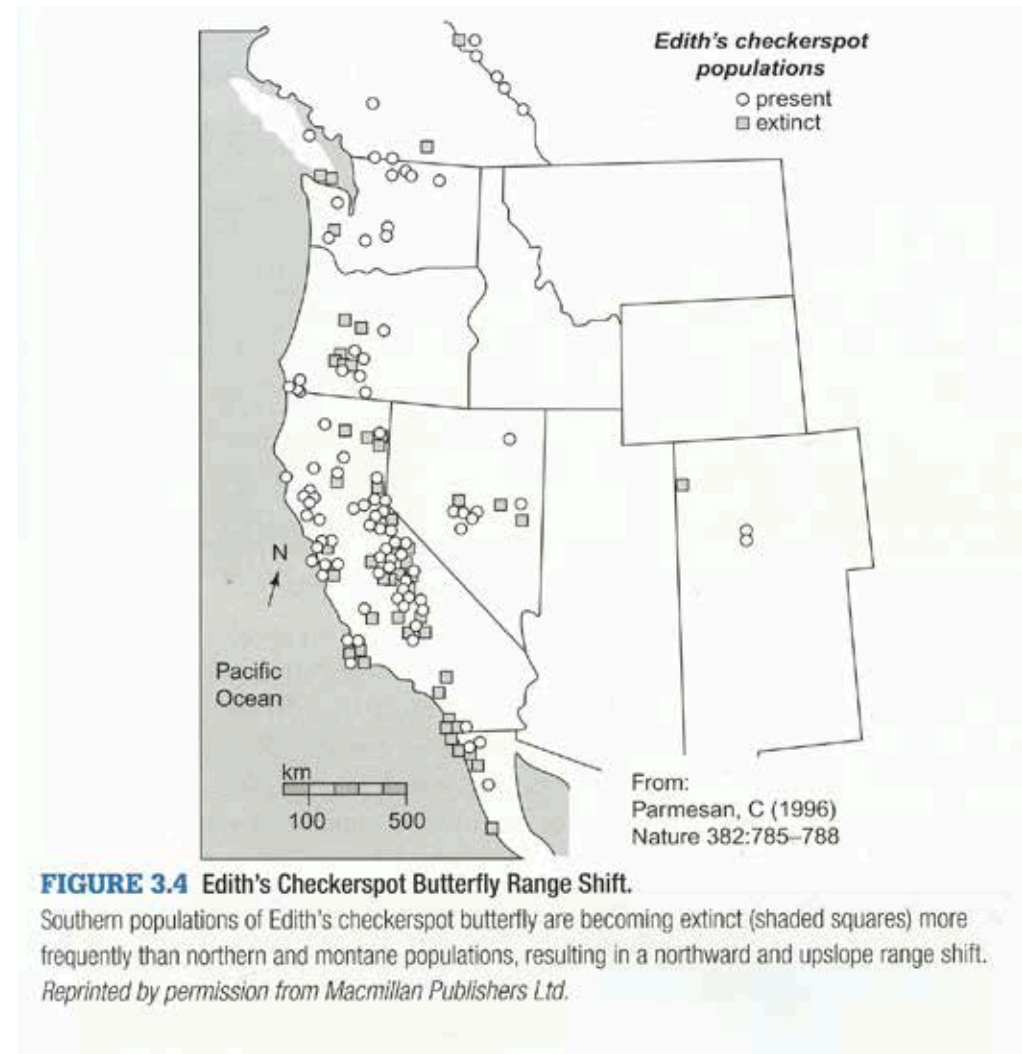 Edith's checkerspot
populations
present
extinct
N
Pacific
Ocean
km
100 500
From:
Parmesan, C (1996)
Nature 382:785–788
FIGURE 3.4 Edith's Checkerspot Butterfly Range Shift.
Southern populations of Edith's checkerspot butterfly are becoming extinct (shaded squares) more
frequently than northern and montane populations, resulting in a northward and upslope range shift.
Reprinted by permission from Macmillan Publishers Ltd.